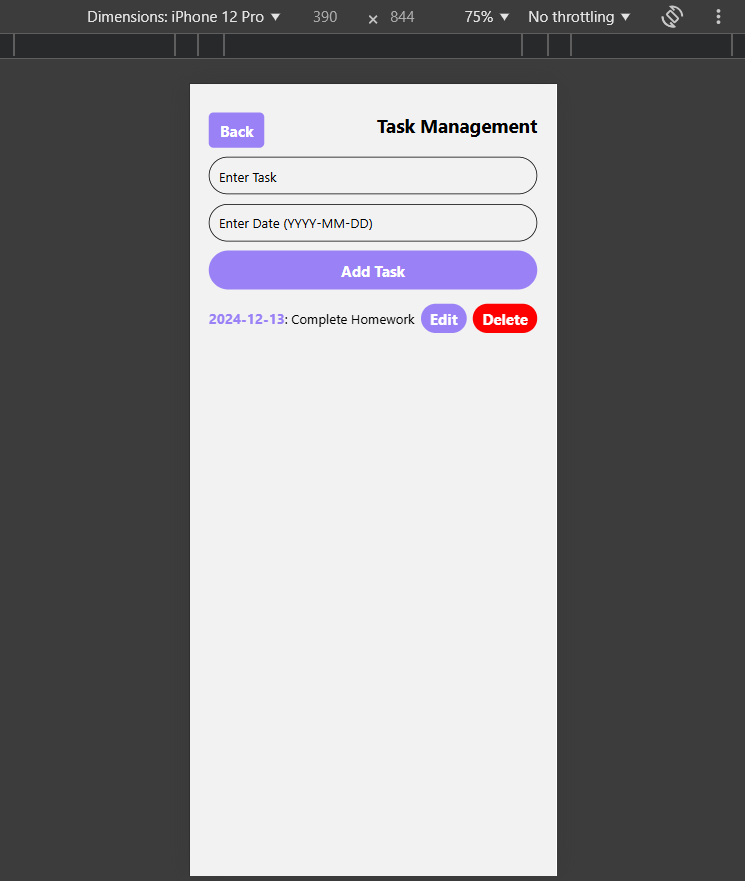 Dimensions: iPhone 12 Pro ▼ 390 × 844 75% ▼ No throttling ▼
Back Task Management
Enter Task
Enter Date (YYYY-MM-DD)
Add Task
2024-12-13: Complete Homework Edit Delete